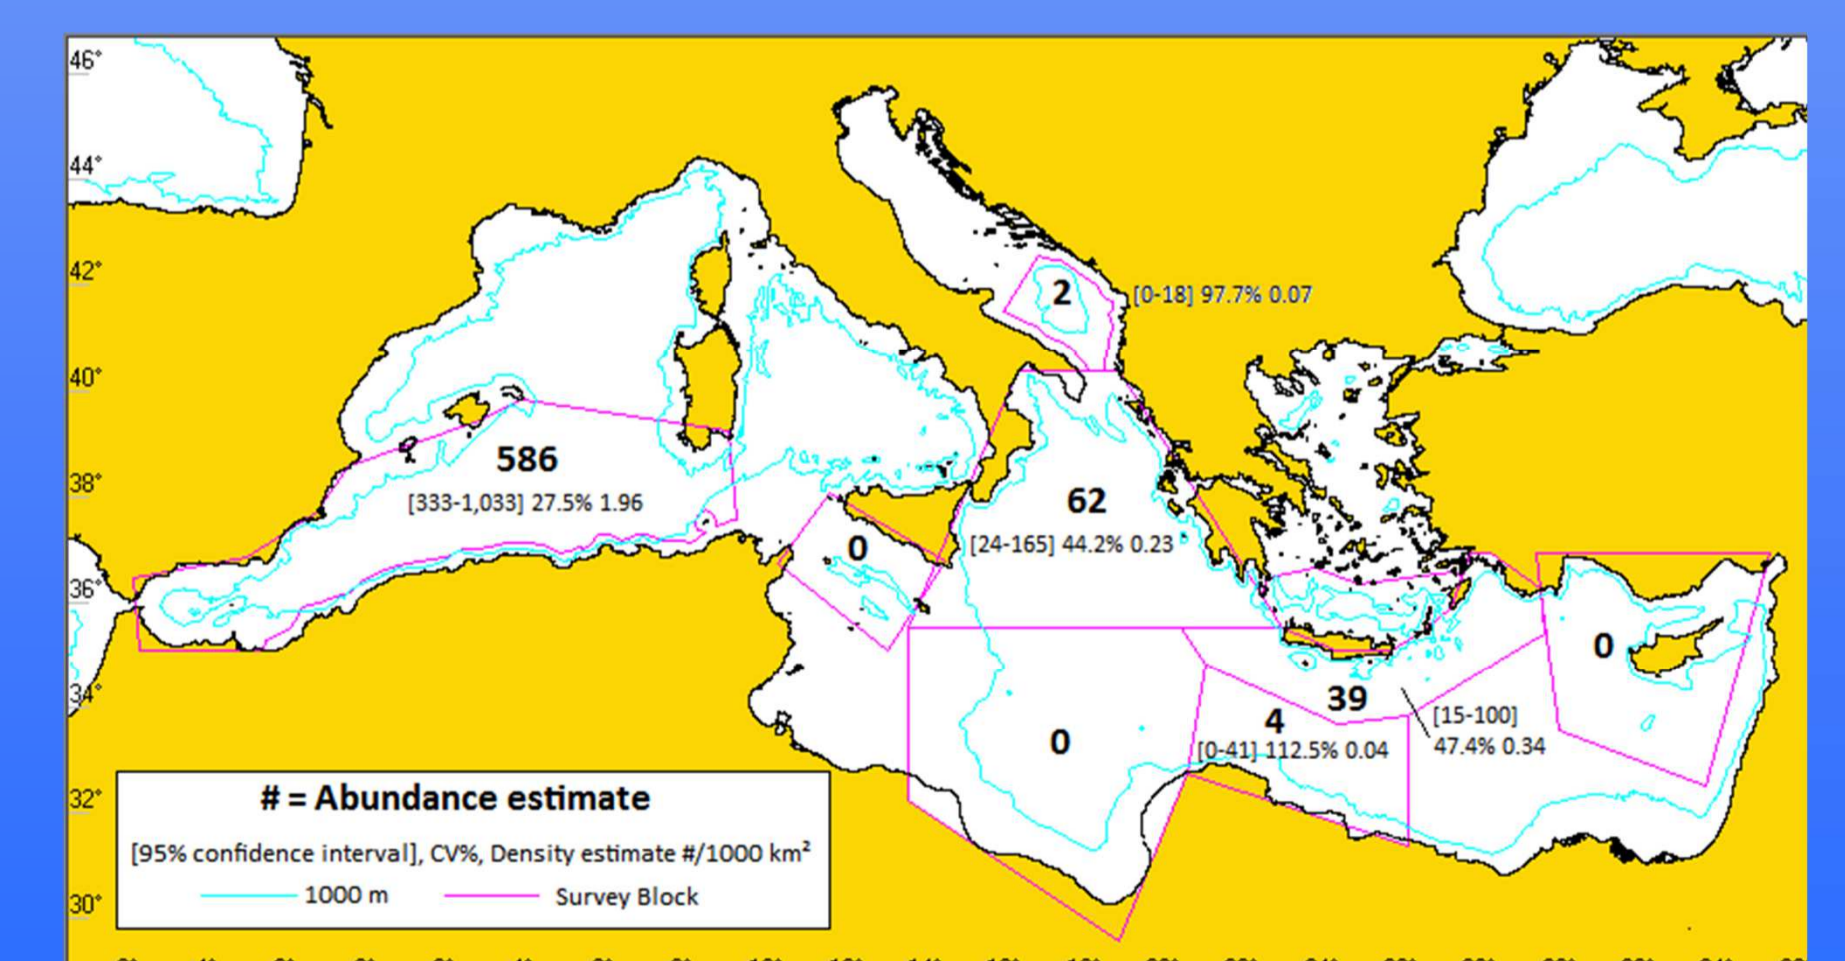 46°
44°
42°
40°
38°
36°
34°
32°
30°
2
[0-18] 97.7% 0.07
586
[333-1,033] 27.5% 1.96
62
[24-165] 44.2% 0.23
0
0
39
[15-100]
47.4% 0.34
4
[0-41] 112.5% 0.04
0
# = Abundance estimate
[95% confidence interval], CV%, Density estimate #/1000 km²
1000 m
Survey Block